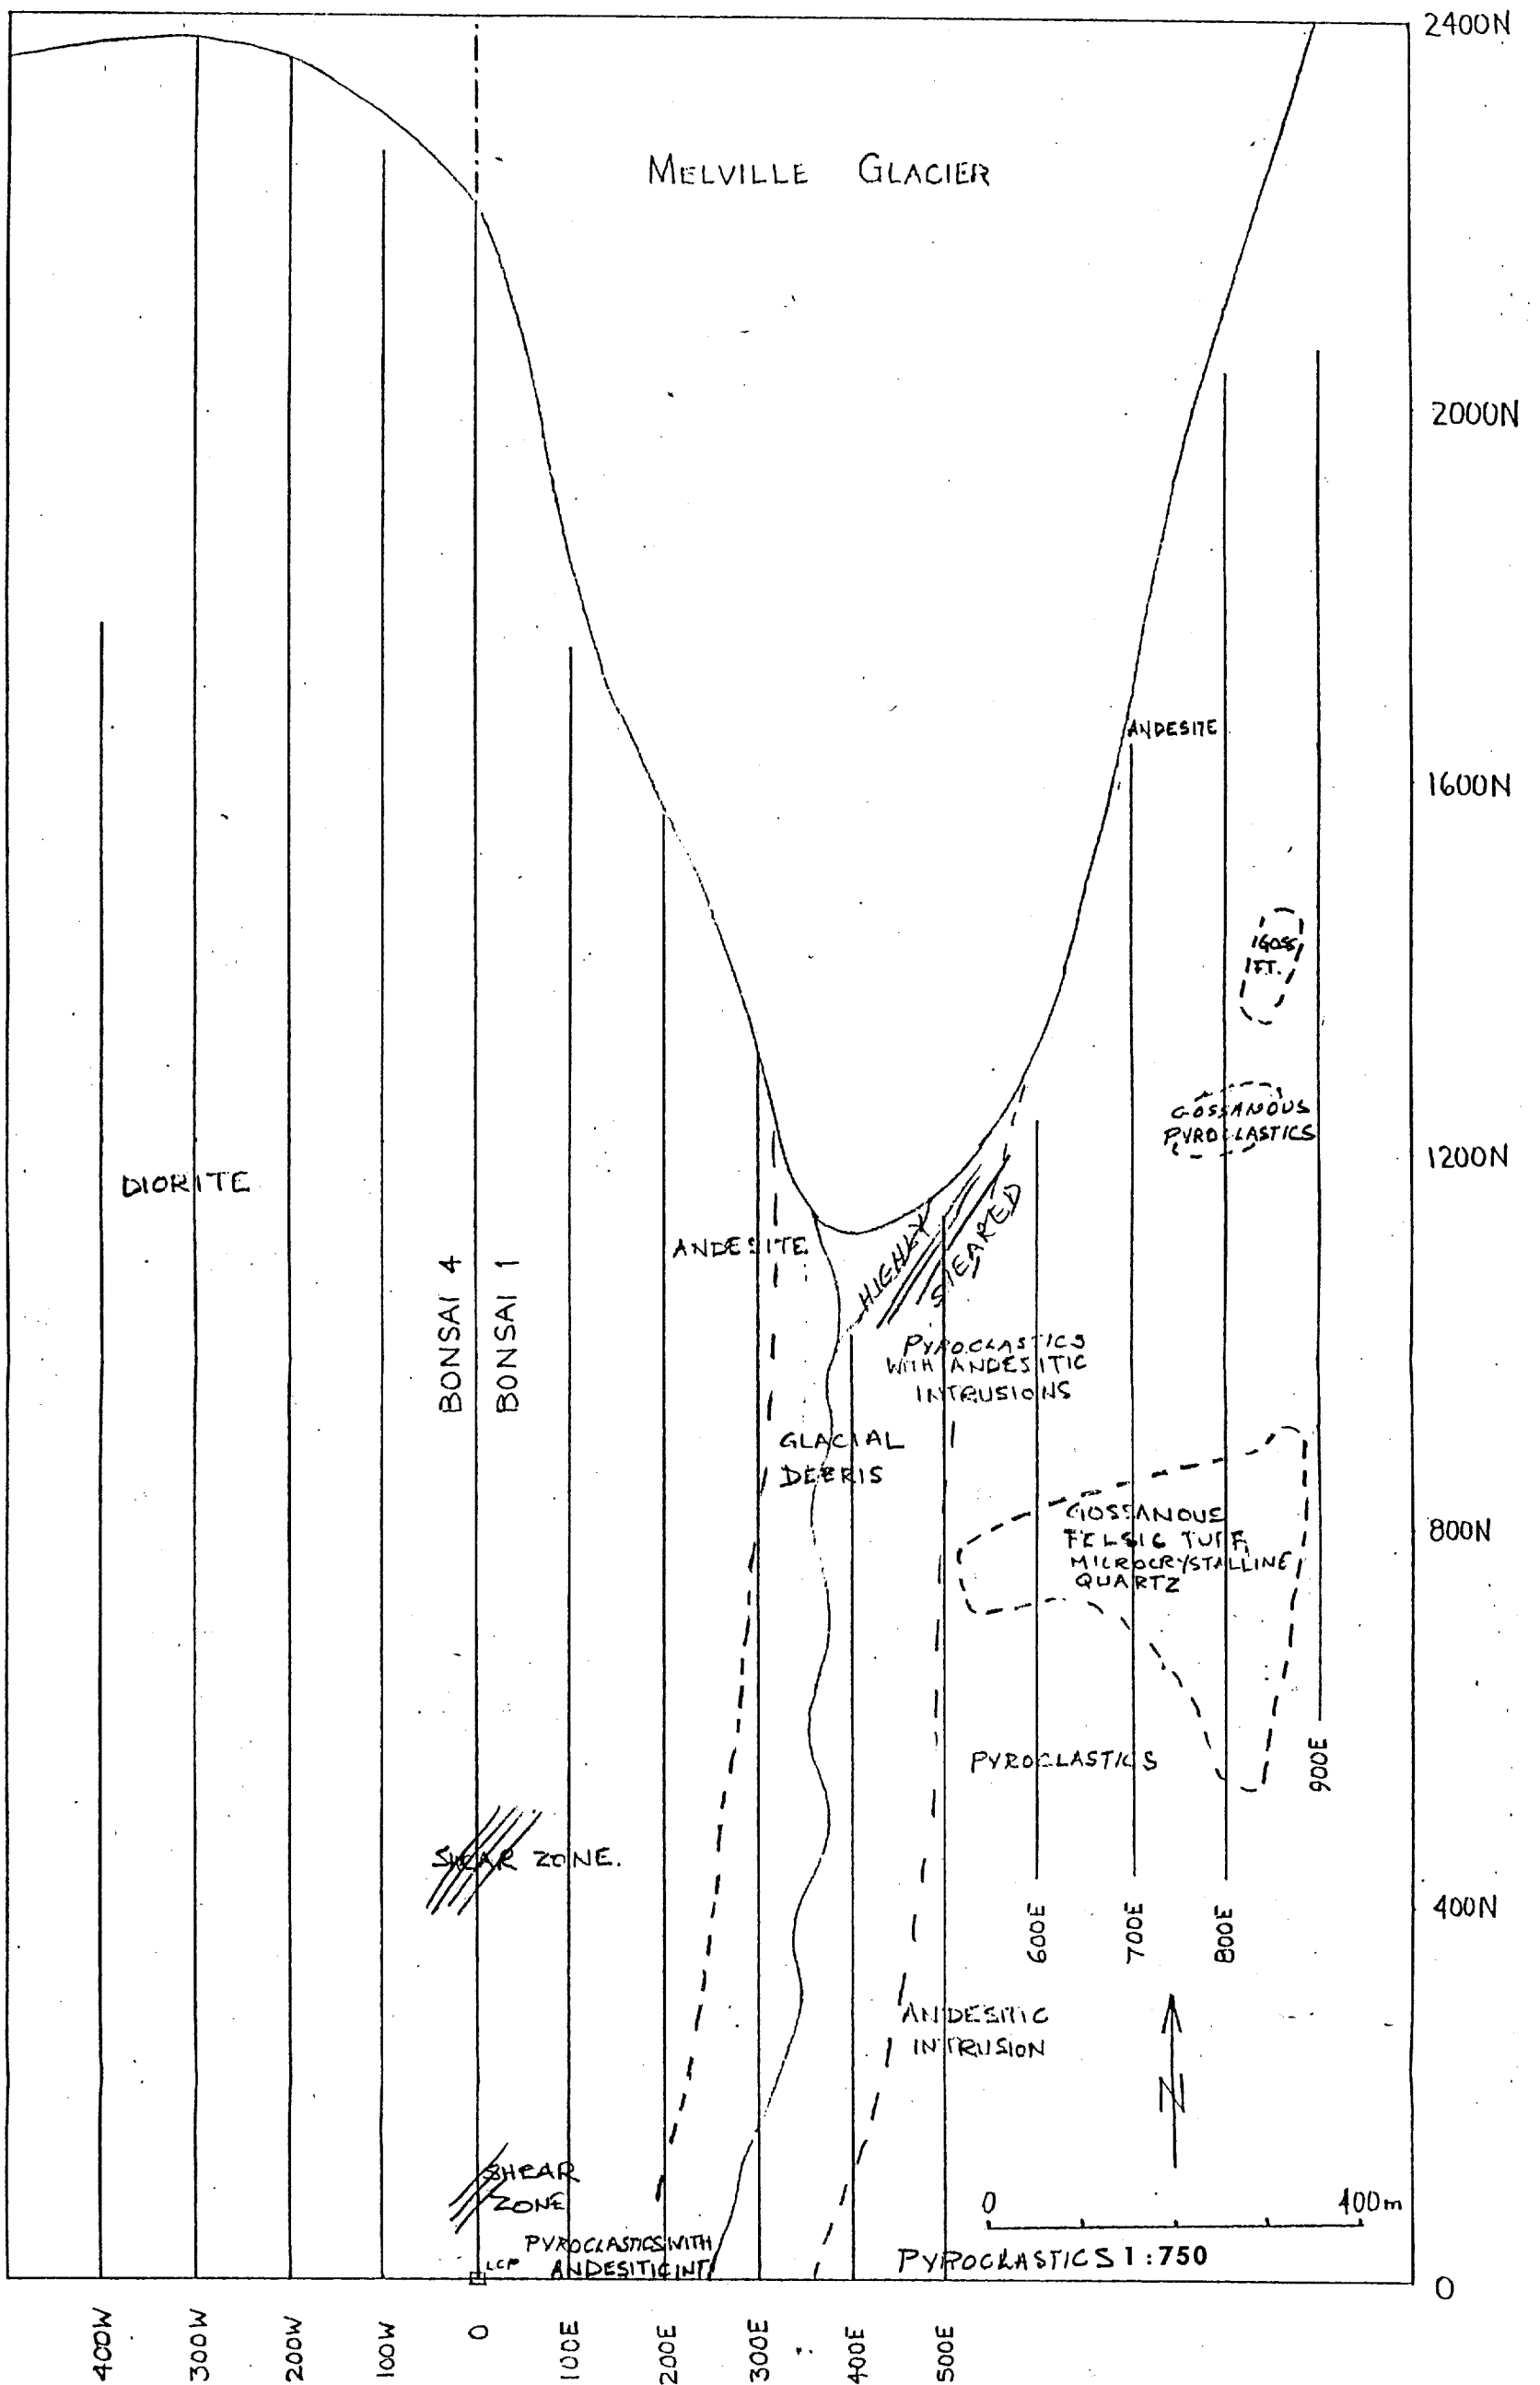 2400N
MELVILLE GLACIER
2000N
ANDESITE
1600N
GOSS
FT.
GOSSANOUS
PYROCLASTICS
1200N
DIORITE
ANDESITE
HIGHLY
SHEARED
BONSAI 4
BONSAI 1
PYROCLASTICS
WITH ANDESITIC
INTRUSIONS
GLACIAL
DEBRIS
GOSSANOUS
FELSIC TUFF,
MICROCRYSTALLINE
QUARTZ
800N
PYROCLASTICS
900E
SHEAR ZONE.
400N
600E
700E
800E
ANDESITIC
INTRUSION
N
SHEAR
ZONE
0 400m
PYROCLASTICS WITH
ANDESITIC INT
LCP
PYROCLASTICS 1:750
0
400W
300W
200W
100W
0
100E
200E
300E
400E
500E